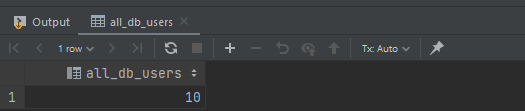 Output all_db_users
1 row Tx: Auto
all_db_users
1 10